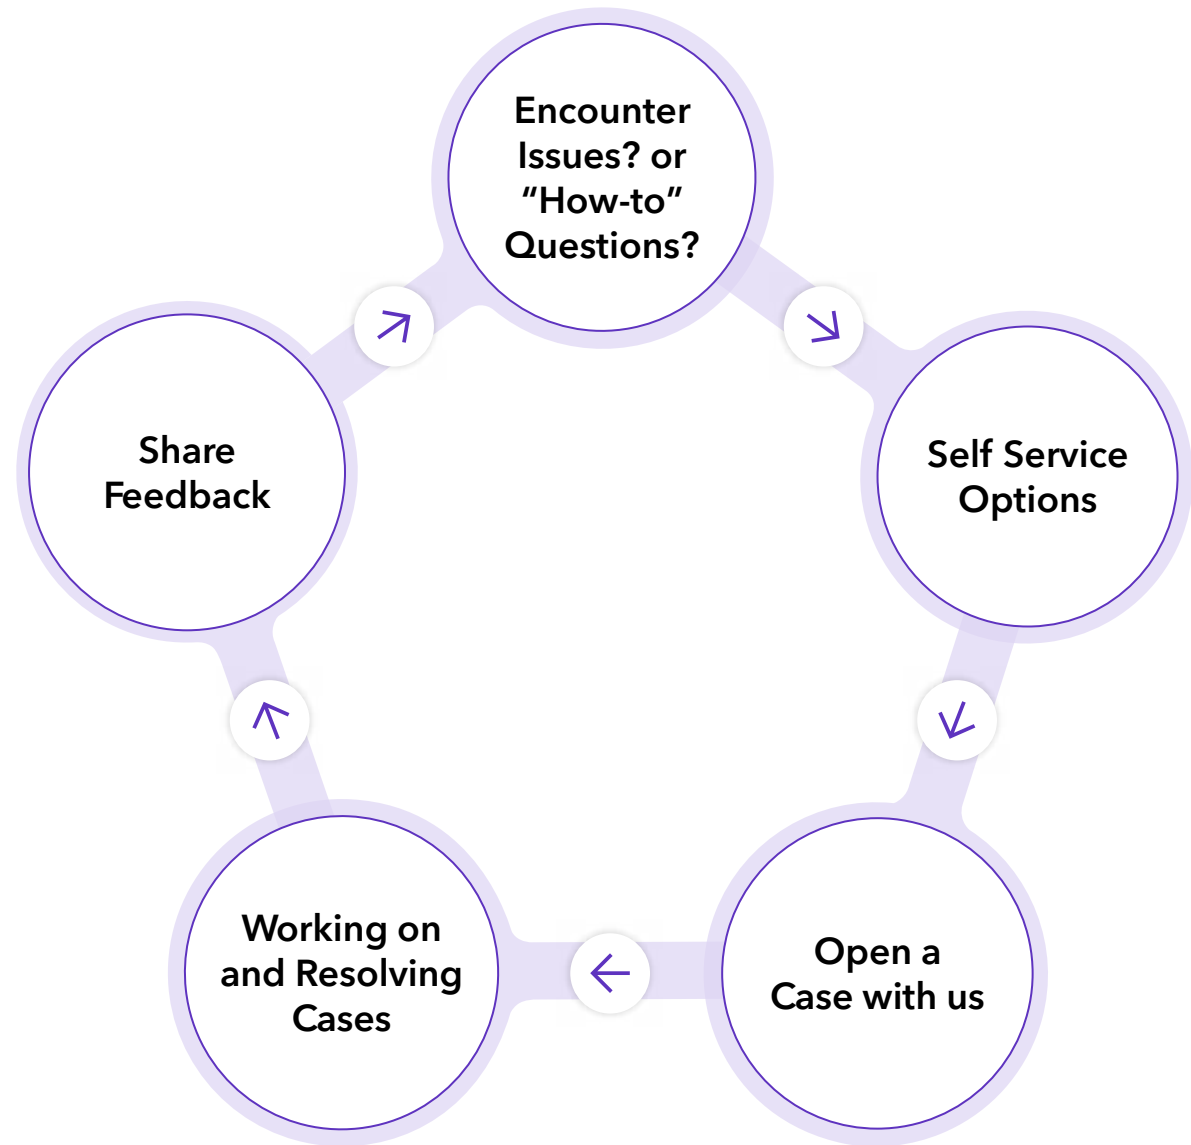 Encounter
Issues? or
“How-to”
Questions?
Self Service
Options
Open a
Case with us
Working on
and Resolving
Cases
Share
Feedback